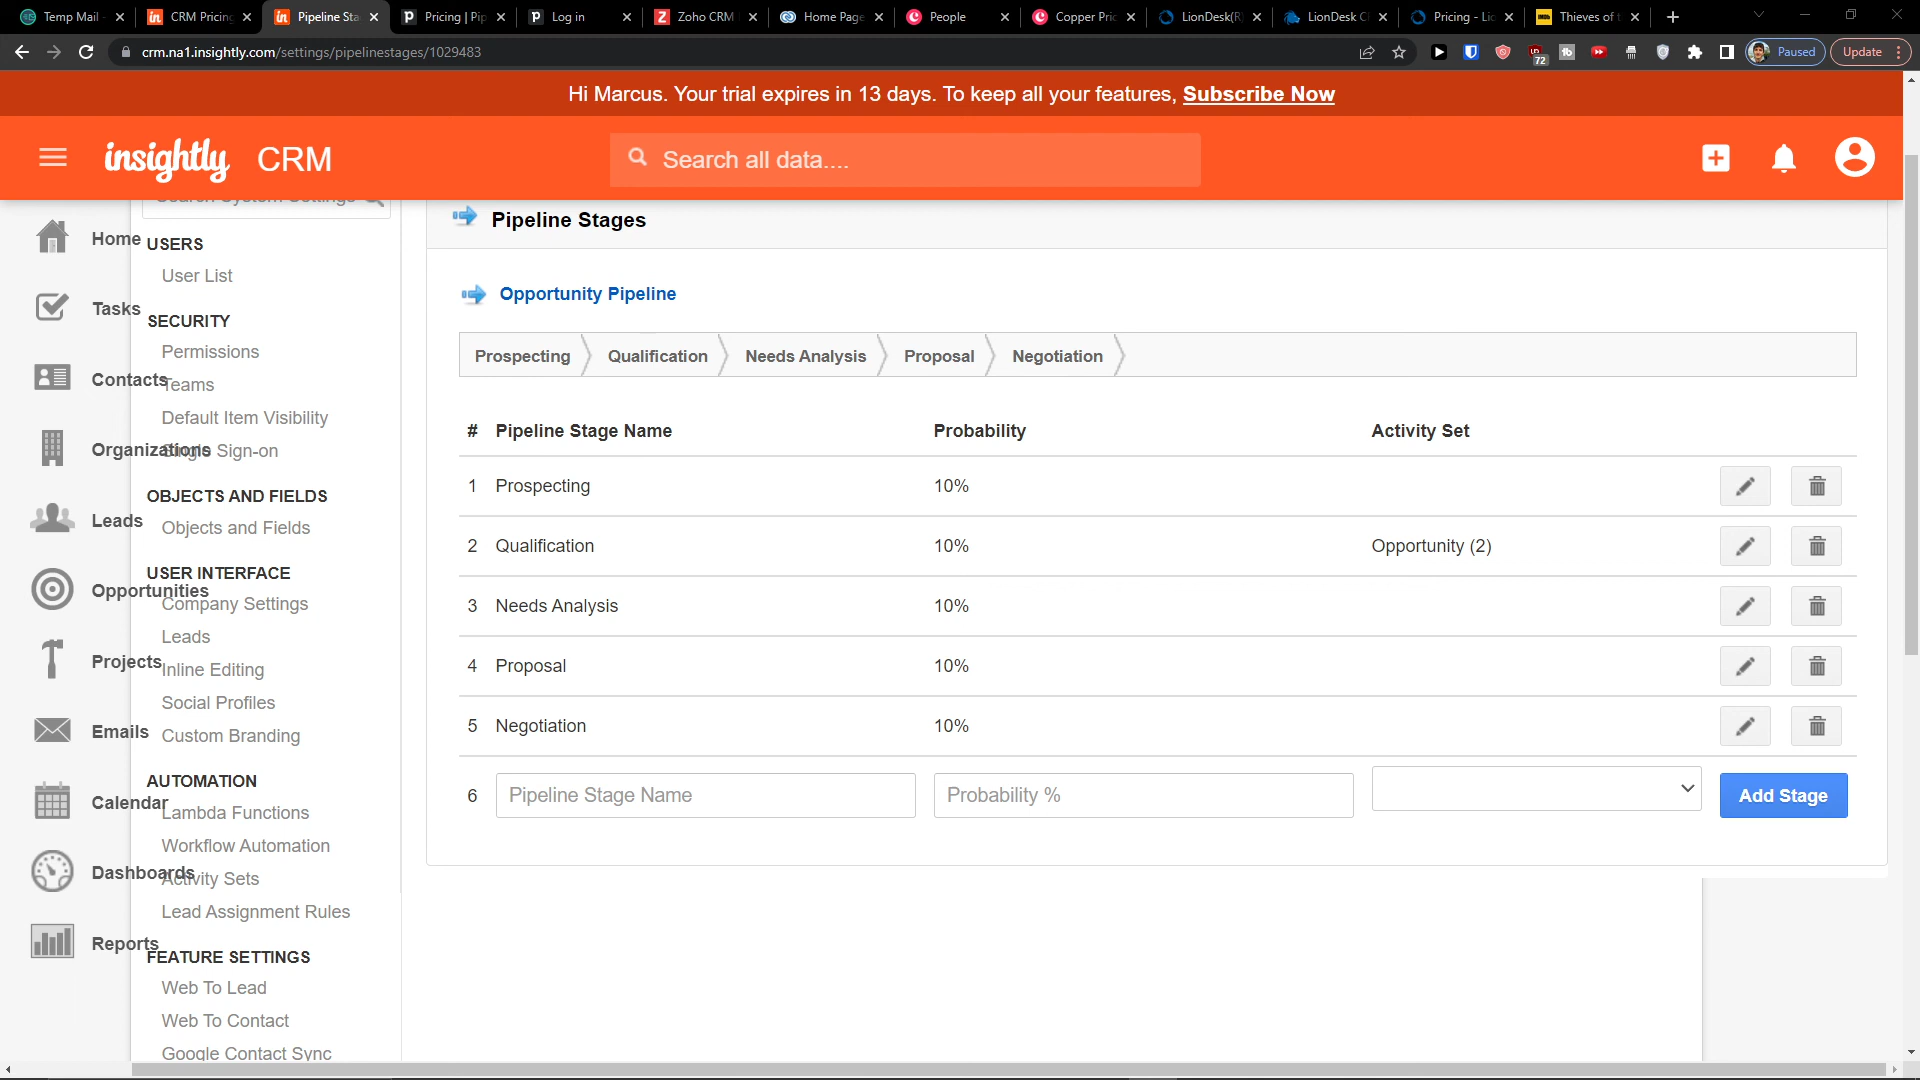 Temp Mail
CRM Pricing
Pipeline Sta
Pricing | Pip
Log in
Zoho CRM
Home Page
People
Copper Pric
LionDesk(R
LionDesk C
Pricing - Lio
Thieves of t
crm.na1.insightly.com/settings/pipelinestages/1029483
72
Paused
Update
Hi Marcus. Your trial expires in 13 days. To keep all your features, Subscribe Now
insightly CRM
Search all data....
Search System Settings
Home
Tasks
Contacts
Organizations
Leads
Opportunities
Projects
Emails
Calendar
Dashboards
Reports
USERS
User List
SECURITY
Permissions
Teams
Default Item Visibility
Single Sign-on
OBJECTS AND FIELDS
Objects and Fields
USER INTERFACE
Company Settings
Leads
Inline Editing
Social Profiles
Custom Branding
AUTOMATION
Lambda Functions
Workflow Automation
Activity Sets
Lead Assignment Rules
FEATURE SETTINGS
Web To Lead
Web To Contact
Google Contact Sync
Pipeline Stages
Opportunity Pipeline
Prospecting Qualification Needs Analysis Proposal Negotiation
# Pipeline Stage Name Probability Activity Set
1 Prospecting 10%
2 Qualification 10% Opportunity (2)
3 Needs Analysis 10%
4 Proposal 10%
5 Negotiation 10%
6 Pipeline Stage Name Probability % Add Stage